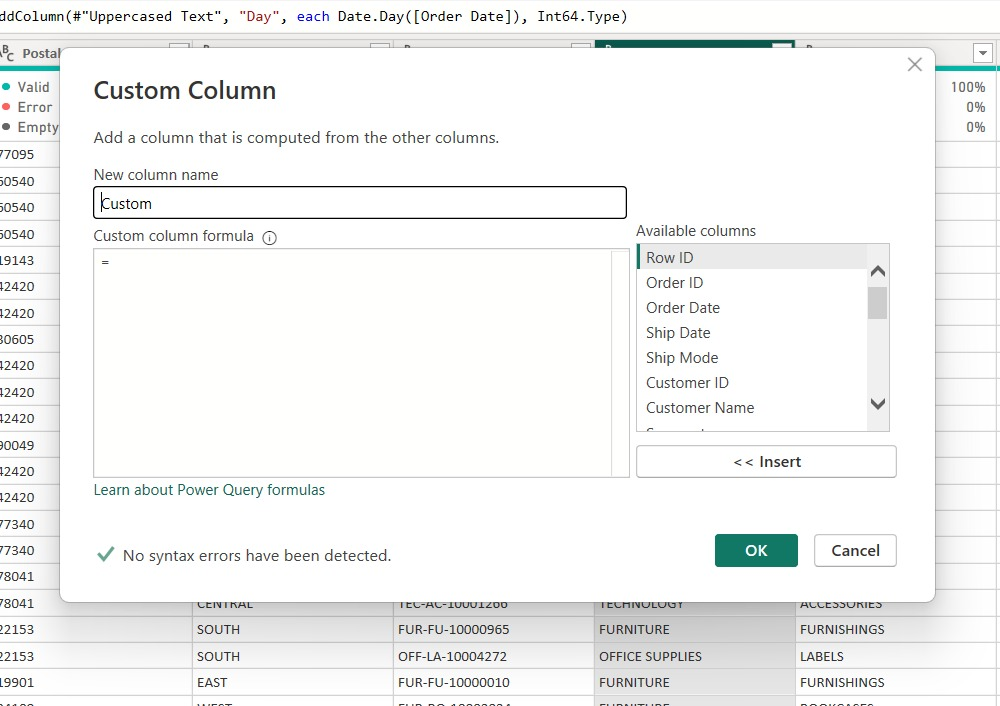 ddColumn(#"Uppercased Text", "Day", each Date.Day([Order Date]), Int64.Type)
ABC Postal
Valid
100%
Error
0%
Empty
0%
Custom Column
Add a column that is computed from the other columns.
New column name
Custom
Custom column formula
=
Available columns
Row ID
Order ID
Order Date
Ship Date
Ship Mode
Customer ID
Customer Name
<< Insert
Learn about Power Query formulas
No syntax errors have been detected.
OK
Cancel
77095
60540
60540
60540
19143
42420
42420
30605
42420
42420
42420
90049
42420
42420
77340
77340
78041
78041 CENTRAL TEC-AC-10001266 TECHNOLOGY ACCESSORIES
22153 SOUTH FUR-FU-10000965 FURNITURE FURNISHINGS
22153 SOUTH OFF-LA-10004272 OFFICE SUPPLIES LABELS
19901 EAST FUR-FU-10000010 FURNITURE FURNISHINGS